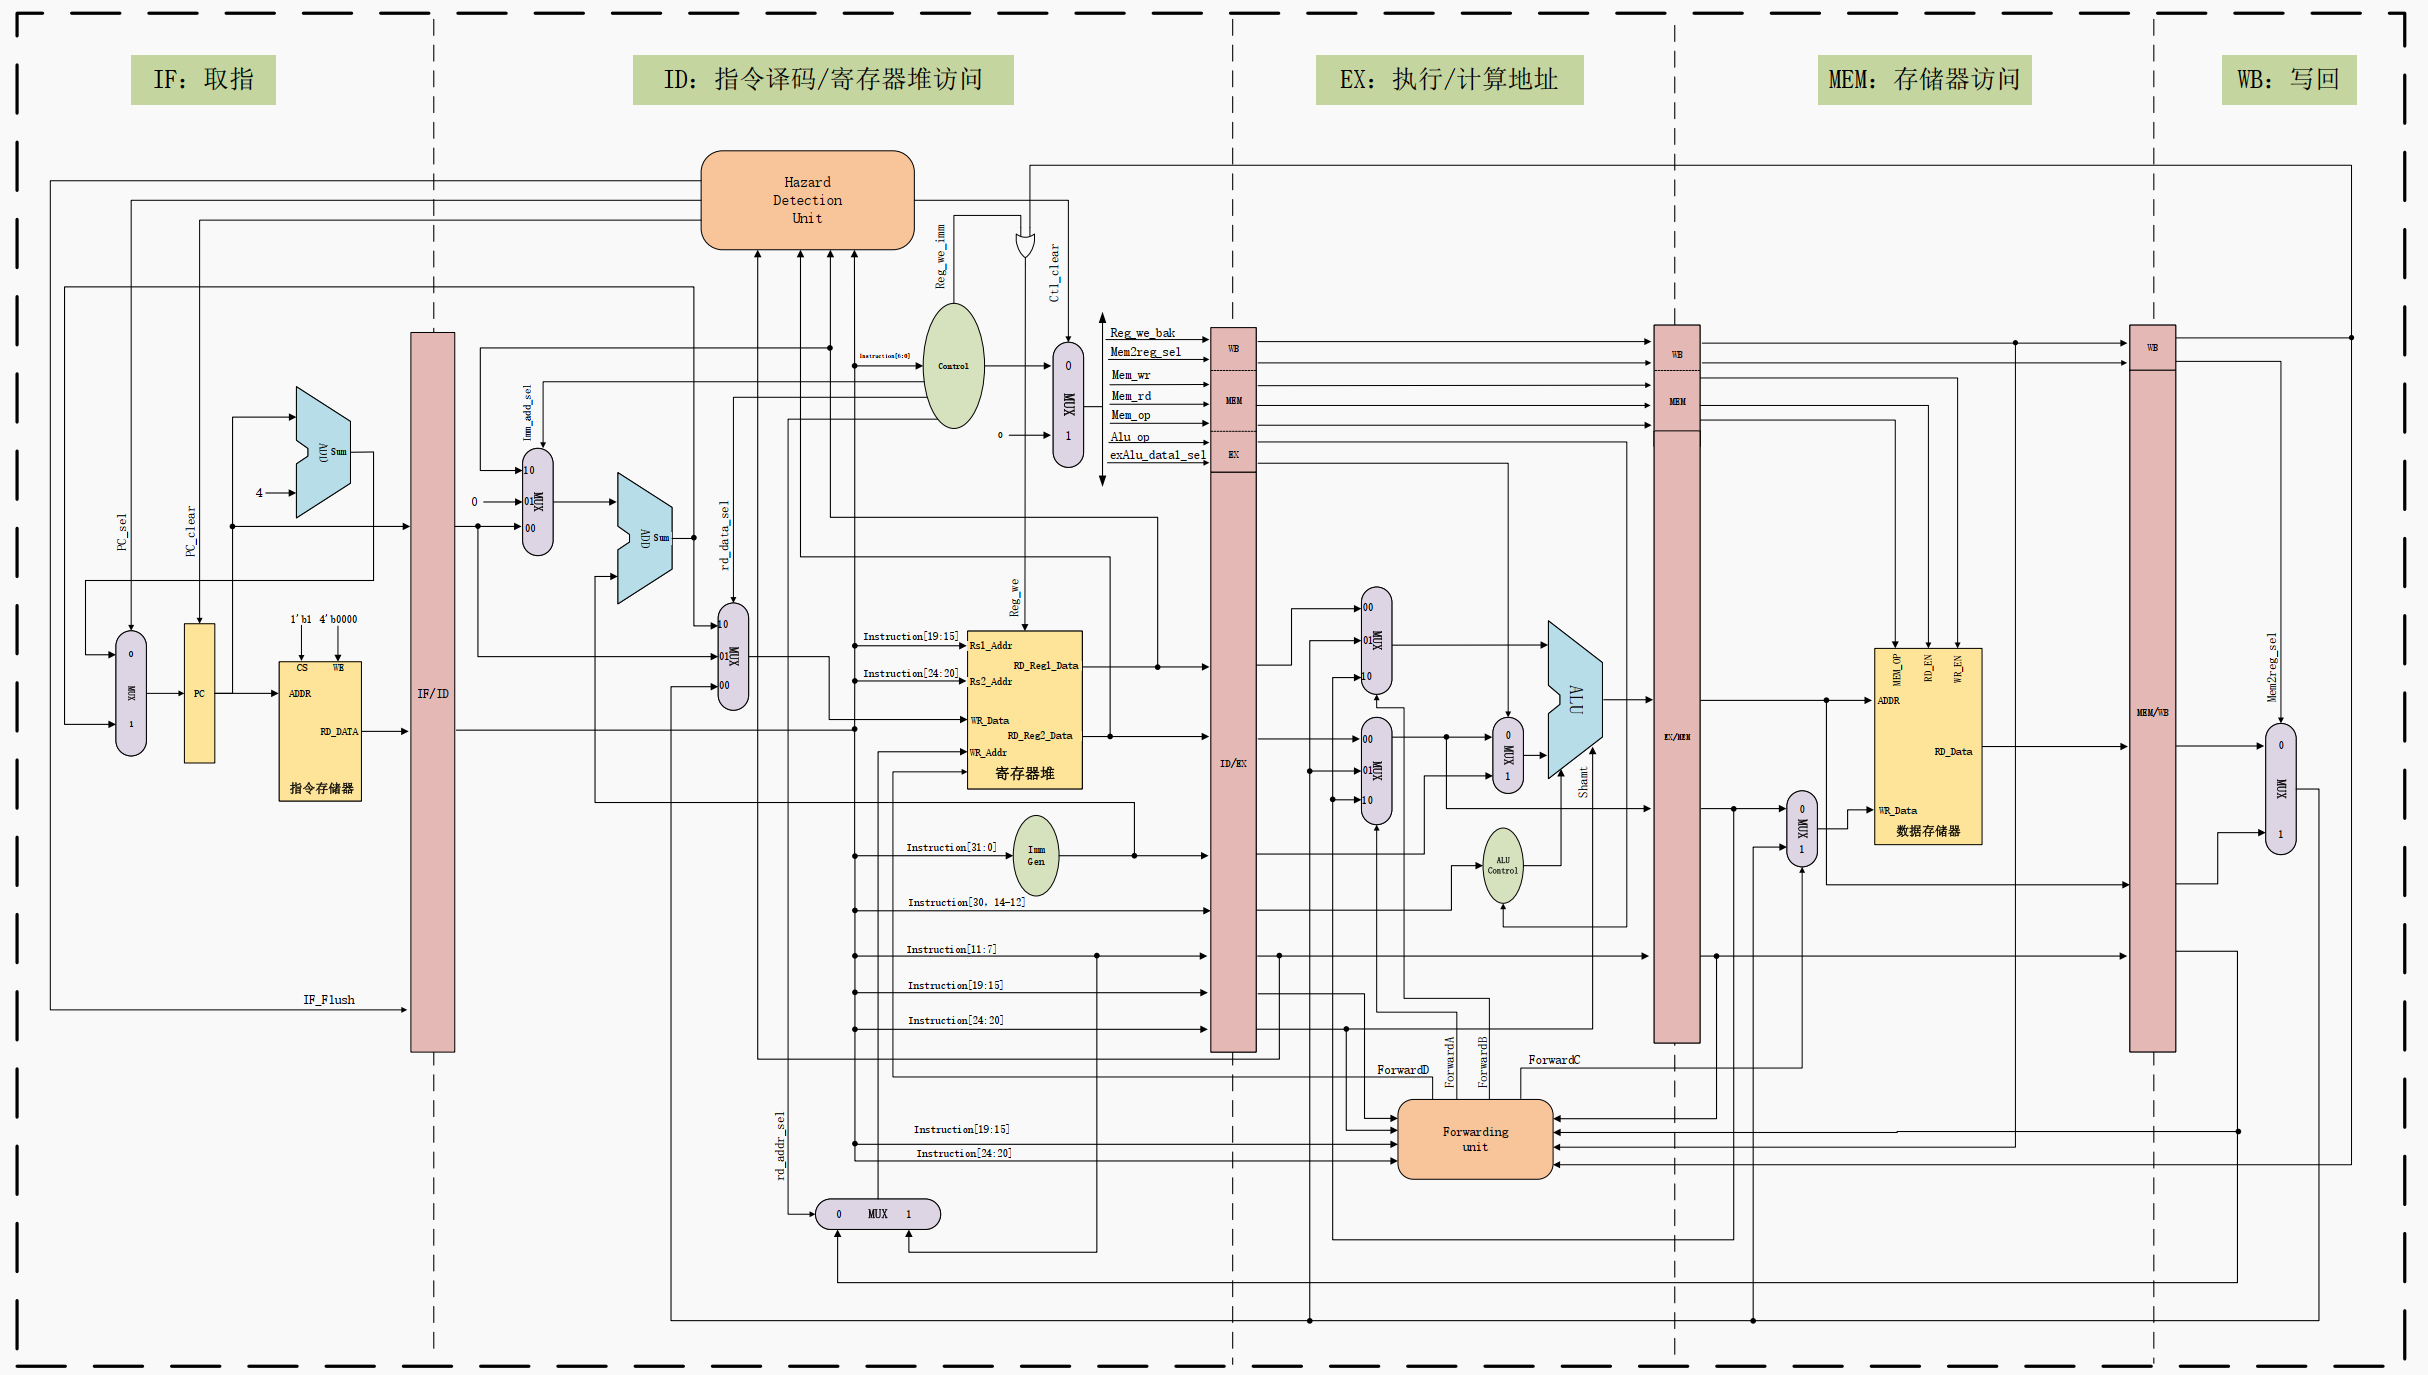 IF：取指
ID：指令译码/寄存器堆访问
EX：执行/计算地址
MEM：存储器访问
WB：写回
Hazard
Detection
Unit
Reg_we_imm
Ctl_clear
PC_sel
PC_clear
ADD
Sum
4
1'b1
4'b0000
0
MUX
1
PC
CS
WE
ADDR
RD_DATA
指令存储器
IF_Flush
IF/ID
Imm_add_sel
10
0
01
MUX
00
ADD
Sum
rd_data_sel
10
01
MUX
00
Instruction[6:0]
Control
0
MUX
0
1
Reg_we_bak
Mem2reg_sel
Mem_wr
Mem_rd
Mem_op
Alu_op
exAlu_data1_sel
Reg_we
Instruction[19:15]
Rs1_Addr
RD_Reg1_Data
Instruction[24:20]
Rs2_Addr
WR_Data
RD_Reg2_Data
WR_Addr
寄存器堆
Instruction[31:0]
Imm
Gen
Instruction[30, 14-12]
Instruction[11:7]
Instruction[19:15]
Instruction[24:20]
Instruction[19:15]
Instruction[24:20]
rd_addr_sel
0
MUX
1
WB
MEM
EX
ID/EX
00
01
MUX
10
00
01
MUX
10
0
MUX
1
ALU
Shamt
ALU
Control
ForwardD
ForwardA
ForwardB
ForwardC
Forwarding
unit
WB
MEM
EX/MEM
0
MUX
1
MEM_OP
RD_EN
WR_EN
ADDR
RD_Data
WR_Data
数据存储器
WB
MEM/WB
Mem2reg_sel
0
MUX
1